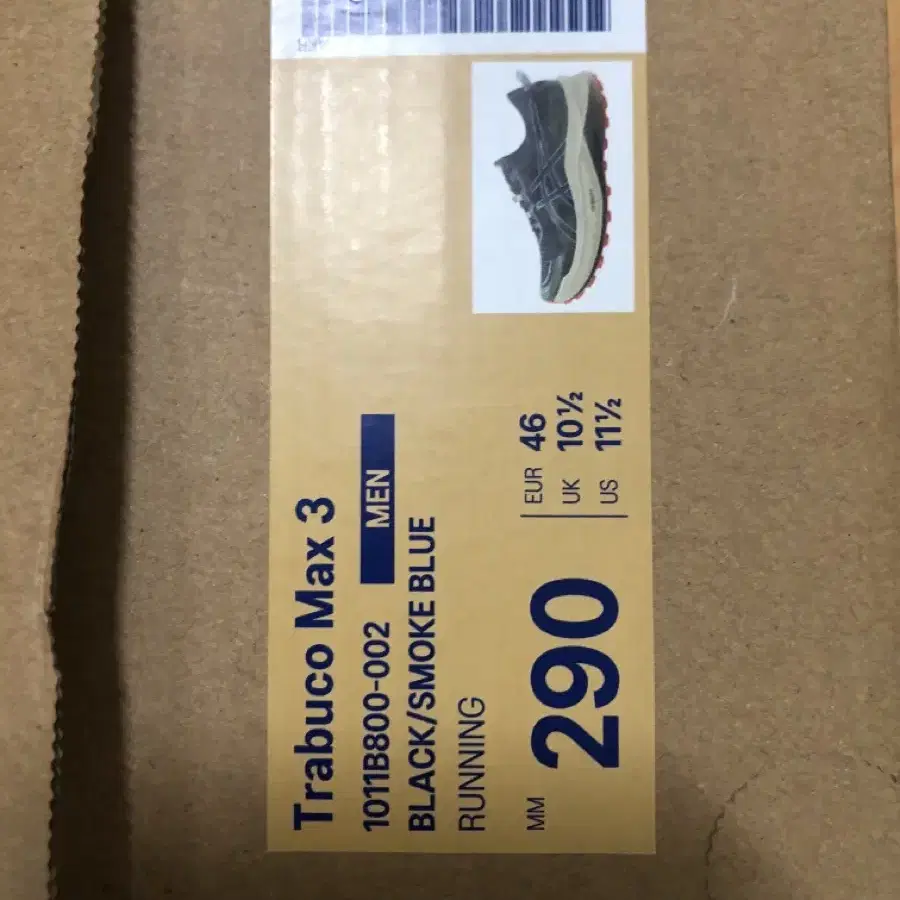 Trabuco Max 3
1011B800-002 MEN
BLACK/SMOKE BLUE
RUNNING
MM 290
EUR 46
UK 10½
US 11½